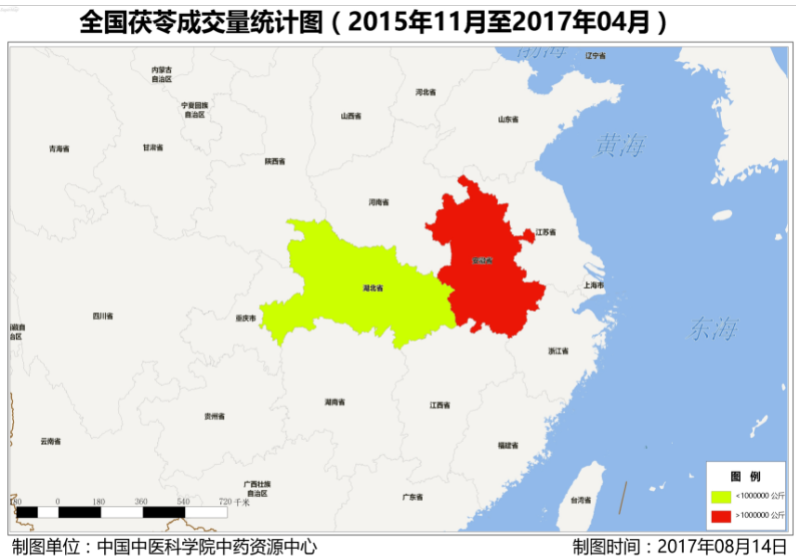 全国茯苓成交量统计图（2015年11月至2017年04月）
渤海
辽宁省
内蒙古
自治区
河北省
宁夏回族
自治区
山西省
山东省
青海省
甘肃省
黄海
陕西省
河南省
江苏省
安徽省
湖北省
上海市
四川省
重庆市
东海
治区
浙江省
湖南省
江西省
贵州省
云南省
福建省
广西壮族
自治区
广东省
台湾省
180 0 180 360 540 720 千米
图 例
<1000000 公斤
>1000000 公斤
制图单位：中国中医科学院中药资源中心
制图时间：2017年08月14日